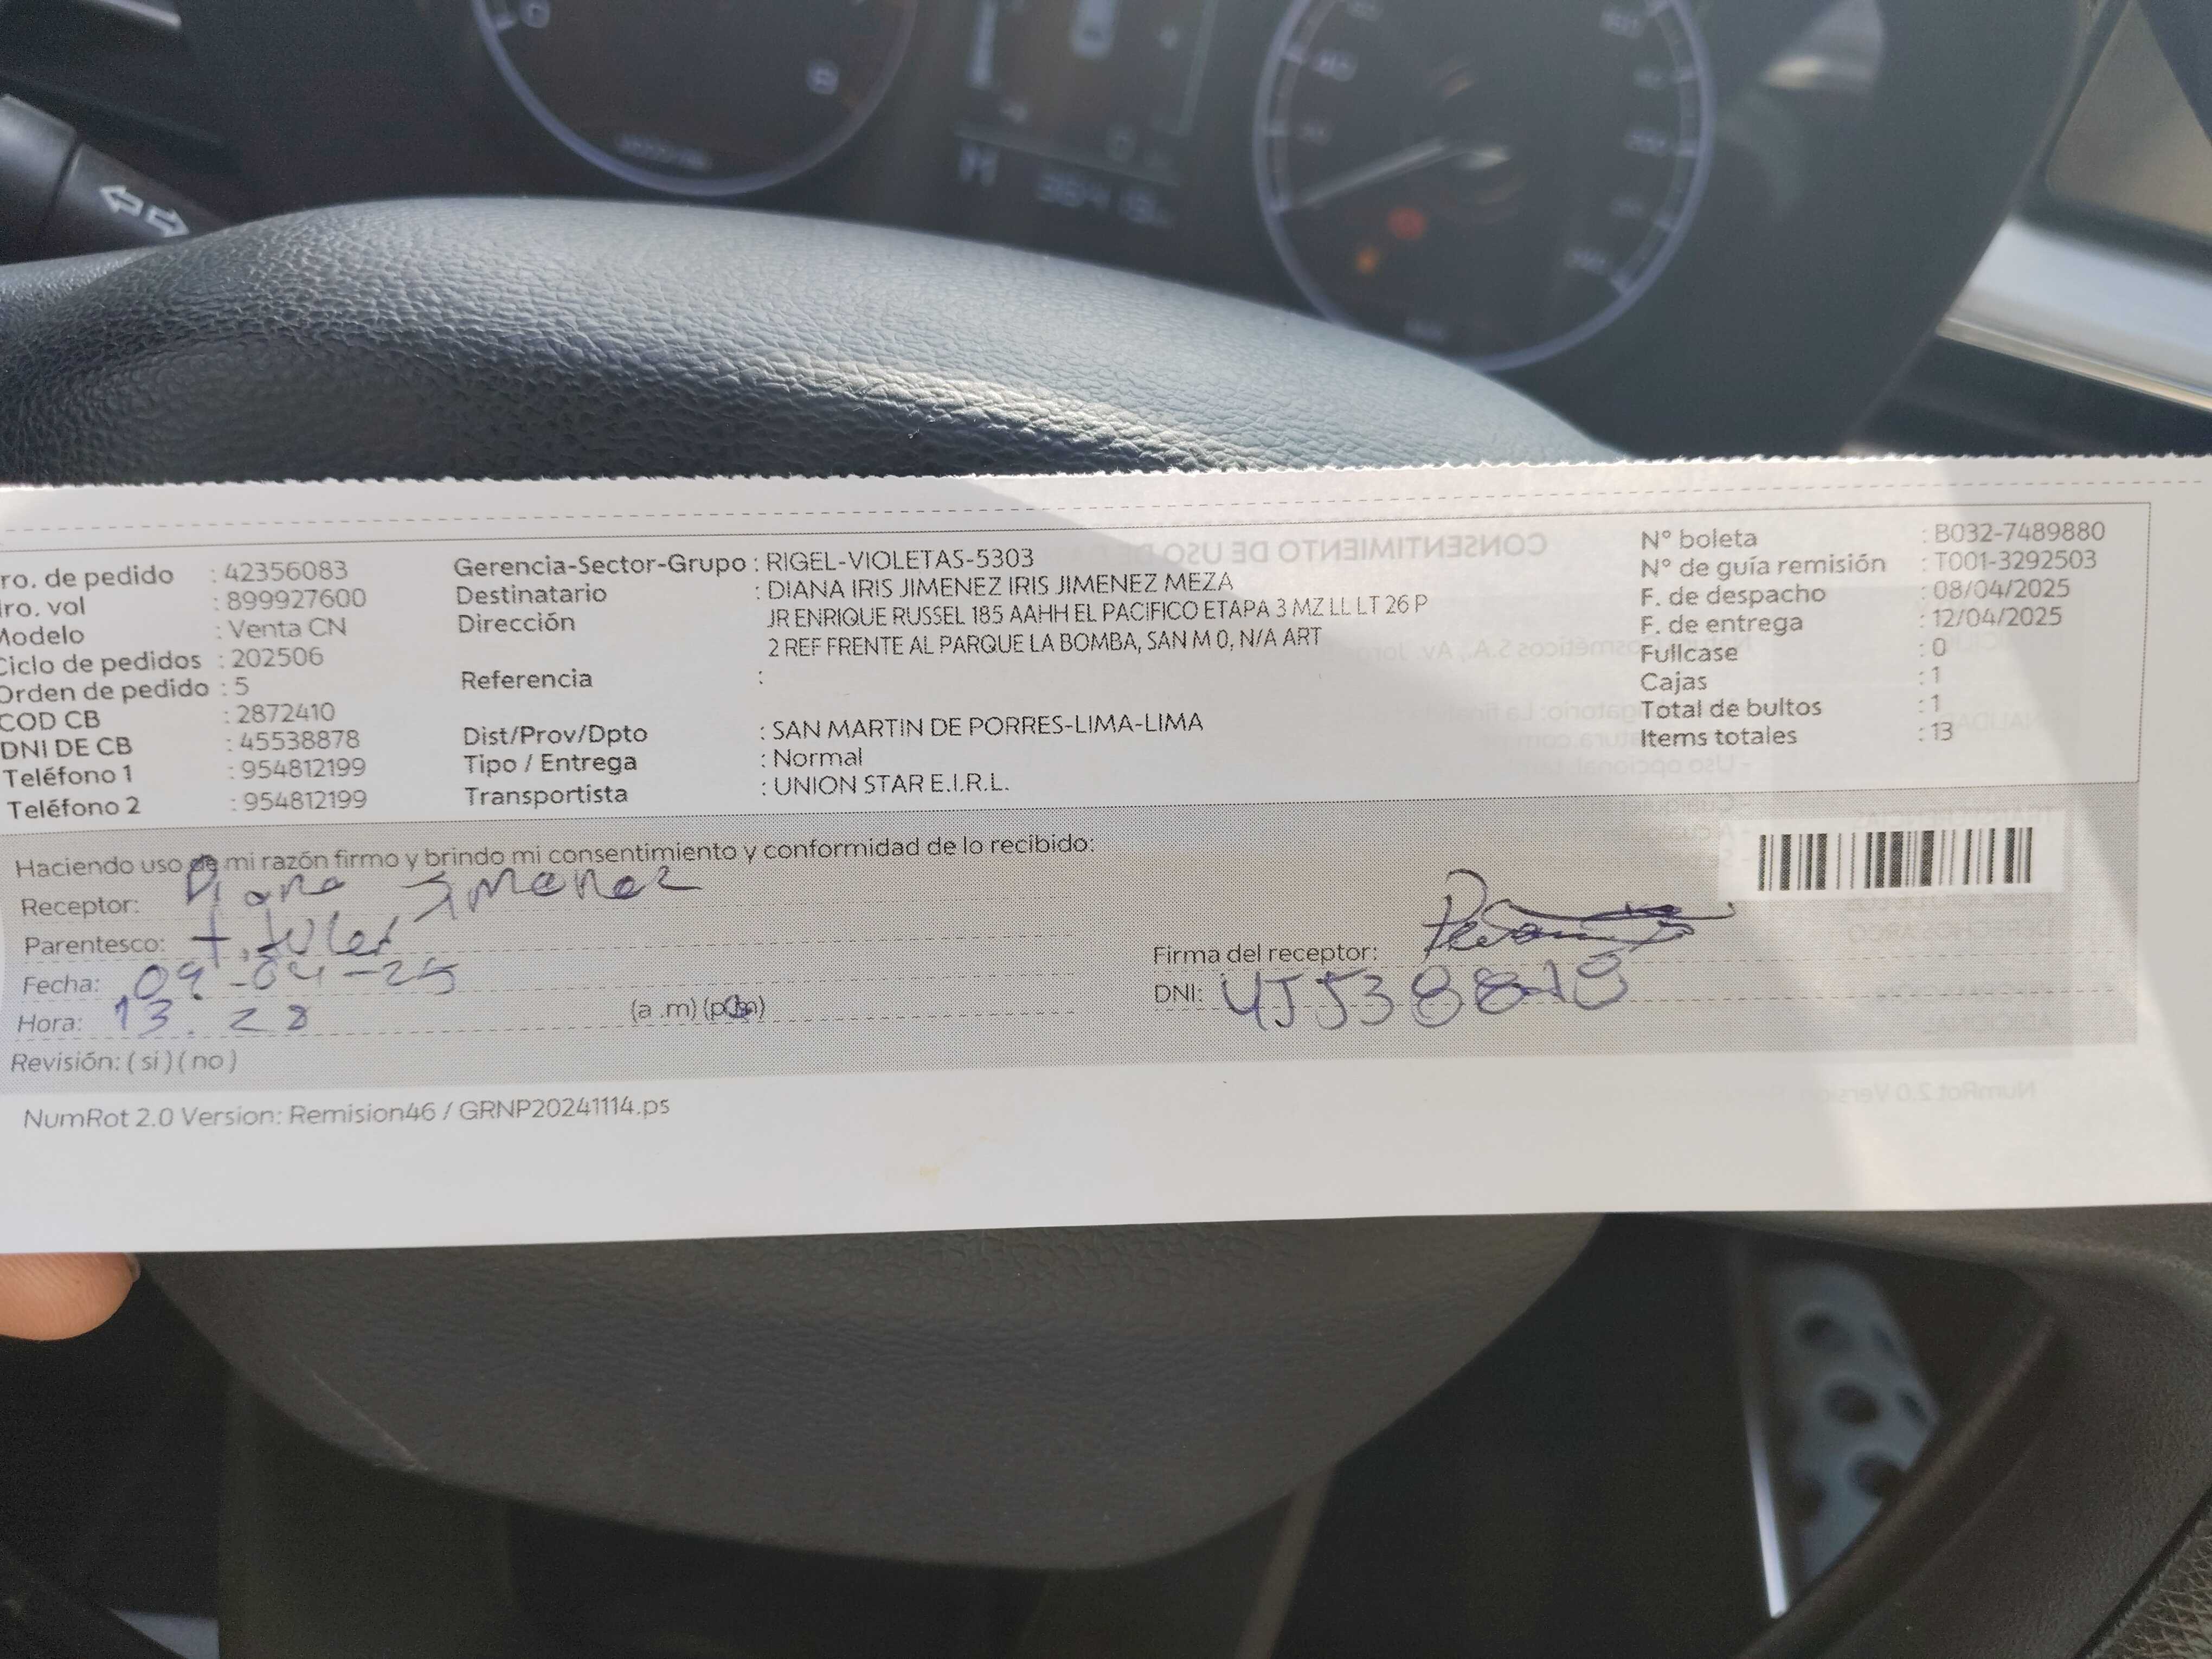 ro. de pedido : 42356083
ro. vol : 899927600
Modelo : Venta CN
Ciclo de pedidos : 202506
Orden de pedido : 5
COD CB : 2872410
DNI DE CB : 45538878
Teléfono 1 : 954812199
Teléfono 2 : 954812199
Gerencia-Sector-Grupo : RIGEL-VIOLETAS-5303
Destinatario : DIANA IRIS JIMENEZ IRIS JIMENEZ MEZA
Dirección JR ENRIQUE RUSSEL 185 AAHH EL PACIFICO ETAPA 3 MZ LL LT 26 P
2 REF FRENTE AL PARQUE LA BOMBA, SAN M 0, N/A ART
Referencia :
Dist/Prov/Dpto : SAN MARTIN DE PORRES-LIMA-LIMA
Tipo / Entrega : Normal
Transportista : UNION STAR E.I.R.L.
N° boleta : B032-7489880
N° de guía remisión : T001-3292503
F. de despacho : 08/04/2025
F. de entrega : 12/04/2025
Fullcase : 0
Cajas : 1
Total de bultos : 1
Items totales : 13
Haciendo uso de mi razón firmo y brindo mi consentimiento y conformidad de lo recibido:
Receptor: Diana Jimenez
Parentesco: titular
Fecha: 09-04-25
Hora: 13.28 (a .m) (p.m)
Revisión: ( si ) ( no )
Firma del receptor:
DNI: 45538878
NumRot 2.0 Version: Remision46 / GRNP20241114.ps